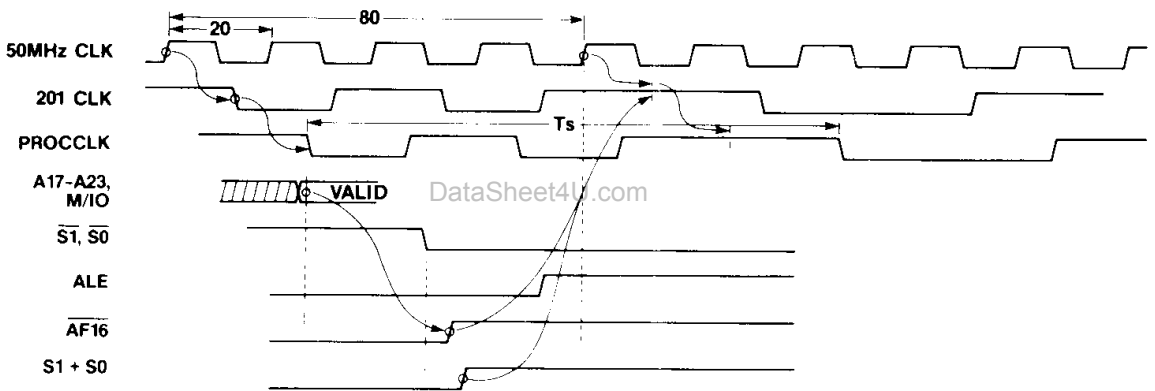 80
20
50MHz CLK
201 CLK
Ts
PROCCLK
A17-A23,
M/IO
VALID
DataSheet4U.com
S1, S0
ALE
AF16
S1 + S0